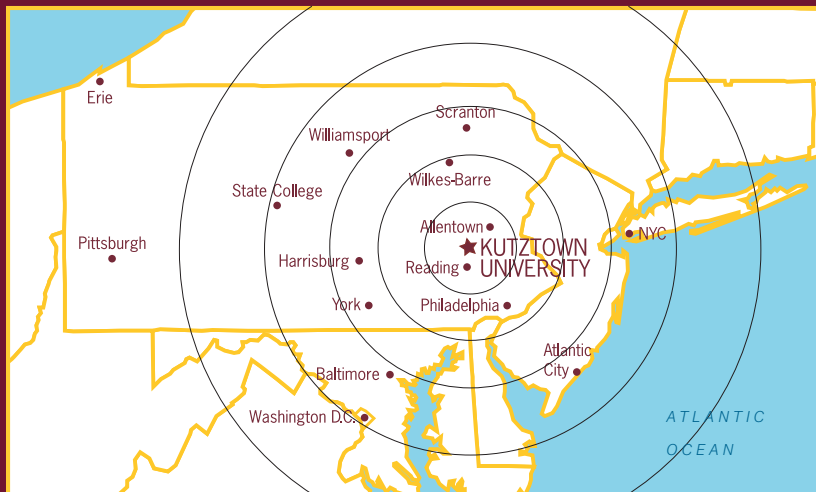 Erie
Scranton
Williamsport
Wilkes-Barre
State College
Allentown
NYC
Pittsburgh
KUTZTOWN
UNIVERSITY
Harrisburg
Reading
York
Philadelphia
Atlantic
City
Baltimore
Washington D.C.
ATLANTIC
OCEAN